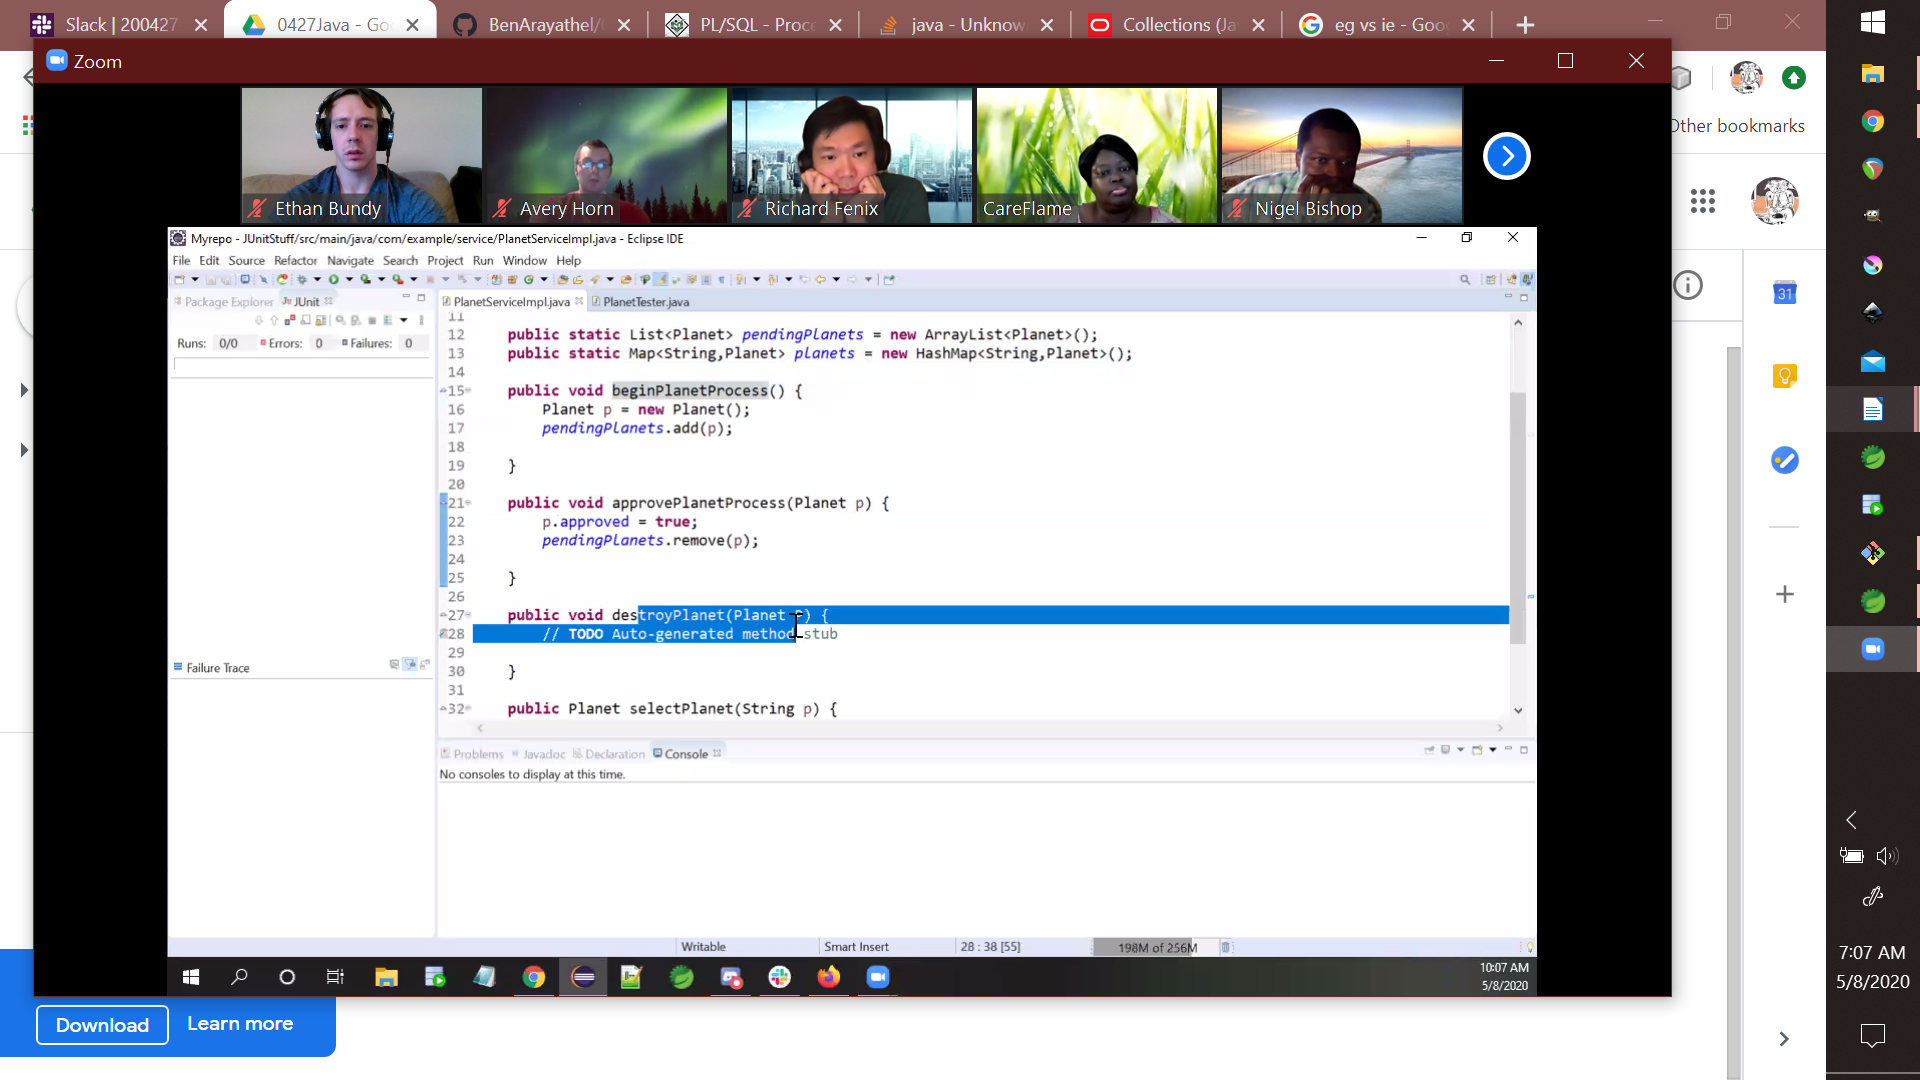 Slack | 200427
0427Java - Go
BenArayathel/
PL/SQL - Proc
java - Unknow
Collections (Ja
eg vs ie - Goo
Zoom
Other bookmarks
Ethan Bundy
Avery Horn
Richard Fenix
CareFlame
Nigel Bishop
Myrepo - JUnitStuff/src/main/java/com/example/service/PlanetServiceImpl.java - Eclipse IDE
File Edit Source Refactor Navigate Search Project Run Window Help
Package Explorer JUnit
PlanetServiceImpl.java PlanetTester.java
Runs: 0/0 Errors: 0 Failures: 0
11
12 public static List<Planet> pendingPlanets = new ArrayList<Planet>();
13 public static Map<String,Planet> planets = new HashMap<String,Planet>();
14
15 public void beginPlanetProcess() {
16 Planet p = new Planet();
17 pendingPlanets.add(p);
18
19 }
20
21 public void approvePlanetProcess(Planet p) {
22 p.approved = true;
23 pendingPlanets.remove(p);
24
25 }
26
27 public void destroyPlanet(Planet p) {
28 // TODO Auto-generated method stub
29
30 }
31
32 public Planet selectPlanet(String p) {
Failure Trace
Problems Javadoc Declaration Console
No consoles to display at this time.
Writable Smart Insert 28 : 38 [55] 198M of 256M
10:07 AM
5/8/2020
31
7:07 AM
5/8/2020
Download Learn more